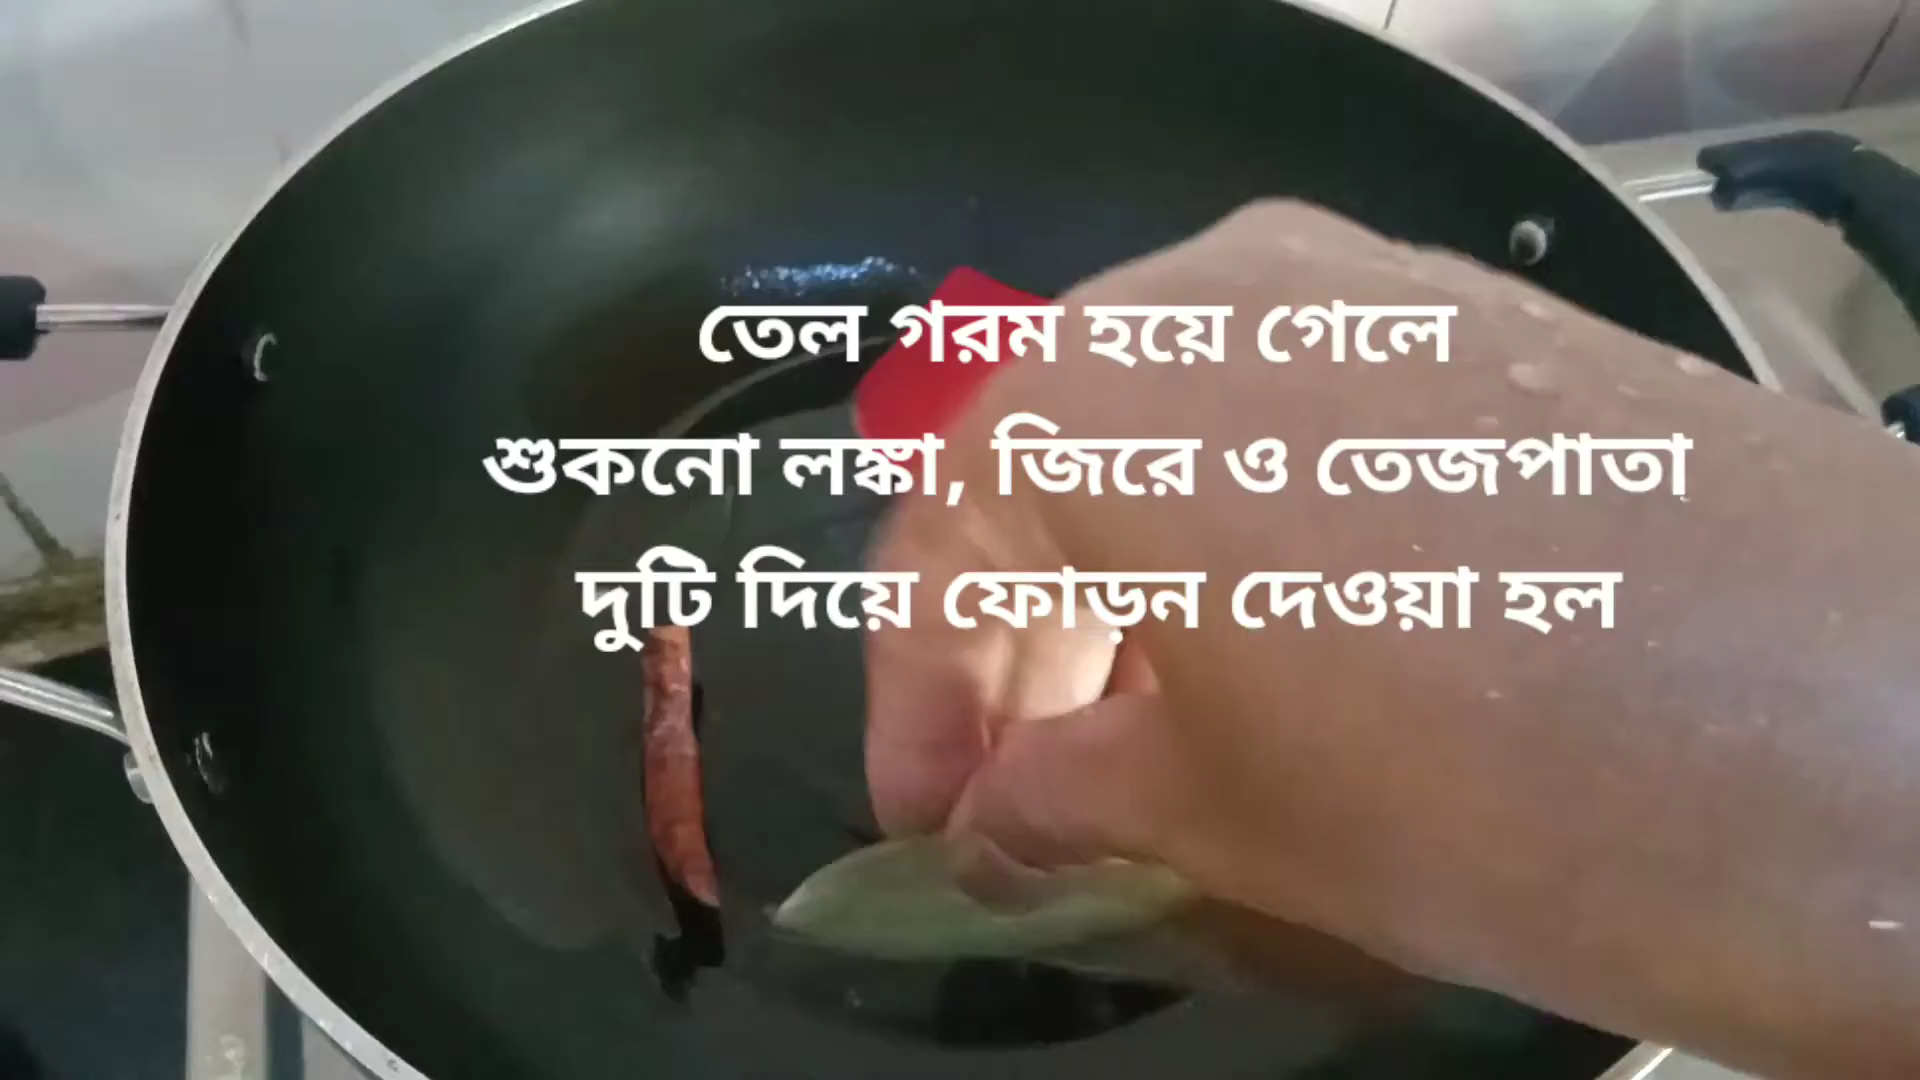 তেল গরম হয়ে গেলে
শুকনো লঙ্কা, জিরে ও তেজপাতা
দুটি দিয়ে ফোড়ন দেওয়া হল